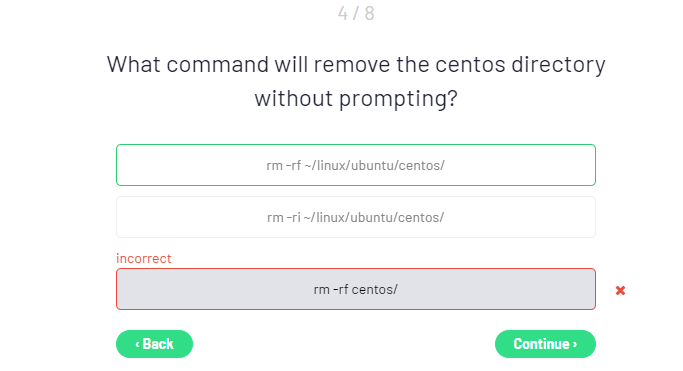 4 / 8
What command will remove the centos directory
without prompting?
rm -rf ~/linux/ubuntu/centos/
rm -ri ~/linux/ubuntu/centos/
incorrect
rm -rf centos/
‹ Back
Continue ›